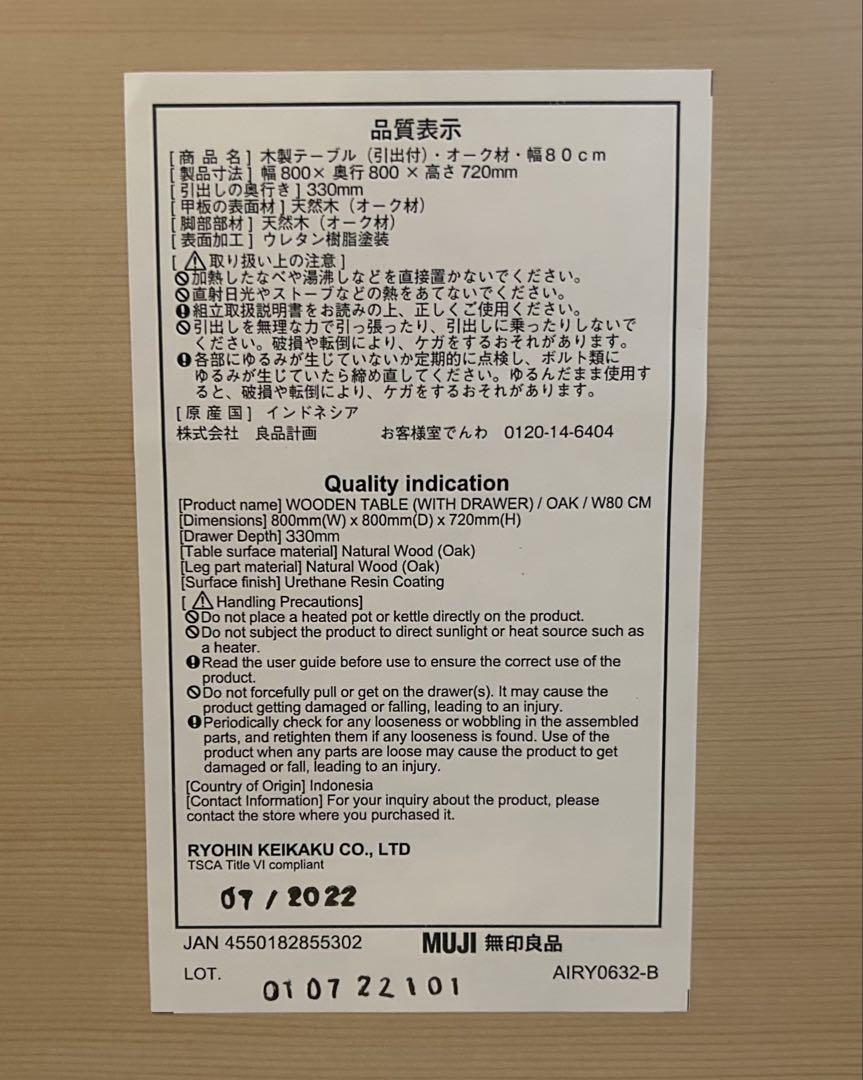 品質表示
[商品名] 木製テーブル（引出付）・オーク材・幅８０ｃｍ
[製品寸法] 幅 800× 奥行 800 × 高さ 720mm
[引出しの奥行き] 330mm
[甲板の表面材] 天然木（オーク材）
[脚部部材] 天然木（オーク材）
[表面加工] ウレタン樹脂塗装
[⚠取り扱い上の注意]
🚫加熱したなべや湯沸しなどを直接置かないでください。
🚫直射日光やストーブなどの熱をあてないでください。
❗組立取扱説明書をお読みの上、正しくご使用ください。
🚫引出しを無理な力で引っ張ったり、引出しに乗ったりしないで
ください。破損や転倒により、ケガをするおそれがあります。
❗各部にゆるみが生じていないか定期的に点検し、ボルト類に
ゆるみが生じていたら締め直してください。ゆるんだまま使用す
ると、破損や転倒により、ケガをするおそれがあります。
[原産国] インドネシア
株式会社 良品計画 お客様室でんわ 0120-14-6404
Quality indication
[Product name] WOODEN TABLE (WITH DRAWER) / OAK / W80 CM
[Dimensions] 800mm(W) x 800mm(D) x 720mm(H)
[Drawer Depth] 330mm
[Table surface material] Natural Wood (Oak)
[Leg part material] Natural Wood (Oak)
[Surface finish] Urethane Resin Coating
[⚠Handling Precautions]
🚫Do not place a heated pot or kettle directly on the product.
🚫Do not subject the product to direct sunlight or heat source such as
a heater.
❗Read the user guide before use to ensure the correct use of the
product.
🚫Do not forcefully pull or get on the drawer(s). It may cause the
product getting damaged or falling, leading to an injury.
❗Periodically check for any looseness or wobbling in the assembled
parts, and retighten them if any looseness is found. Use of the
product when any parts are loose may cause the product to get
damaged or fall, leading to an injury.
[Country of Origin] Indonesia
[Contact Information] For your inquiry about the product, please
contact the store where you purchased it.
RYOHIN KEIKAKU CO., LTD
TSCA Title VI compliant
07 / 2022
JAN 4550182855302 MUJI 無印良品
LOT. 01 07 22 1 01 AIRY0632-B